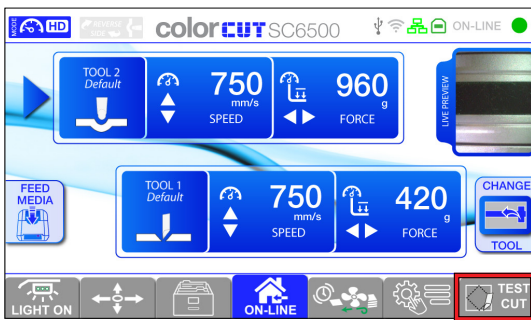 MODE
HD
REVERSE
SIDE
colorCUT SC6500
ON-LINE
TOOL 2
Default
750
mm/s
SPEED
960
g
FORCE
LIVE PREVIEW
FEED
MEDIA
TOOL 1
Default
750
mm/s
SPEED
420
g
FORCE
CHANGE
TOOL
LIGHT ON
ON-LINE
TEST
CUT